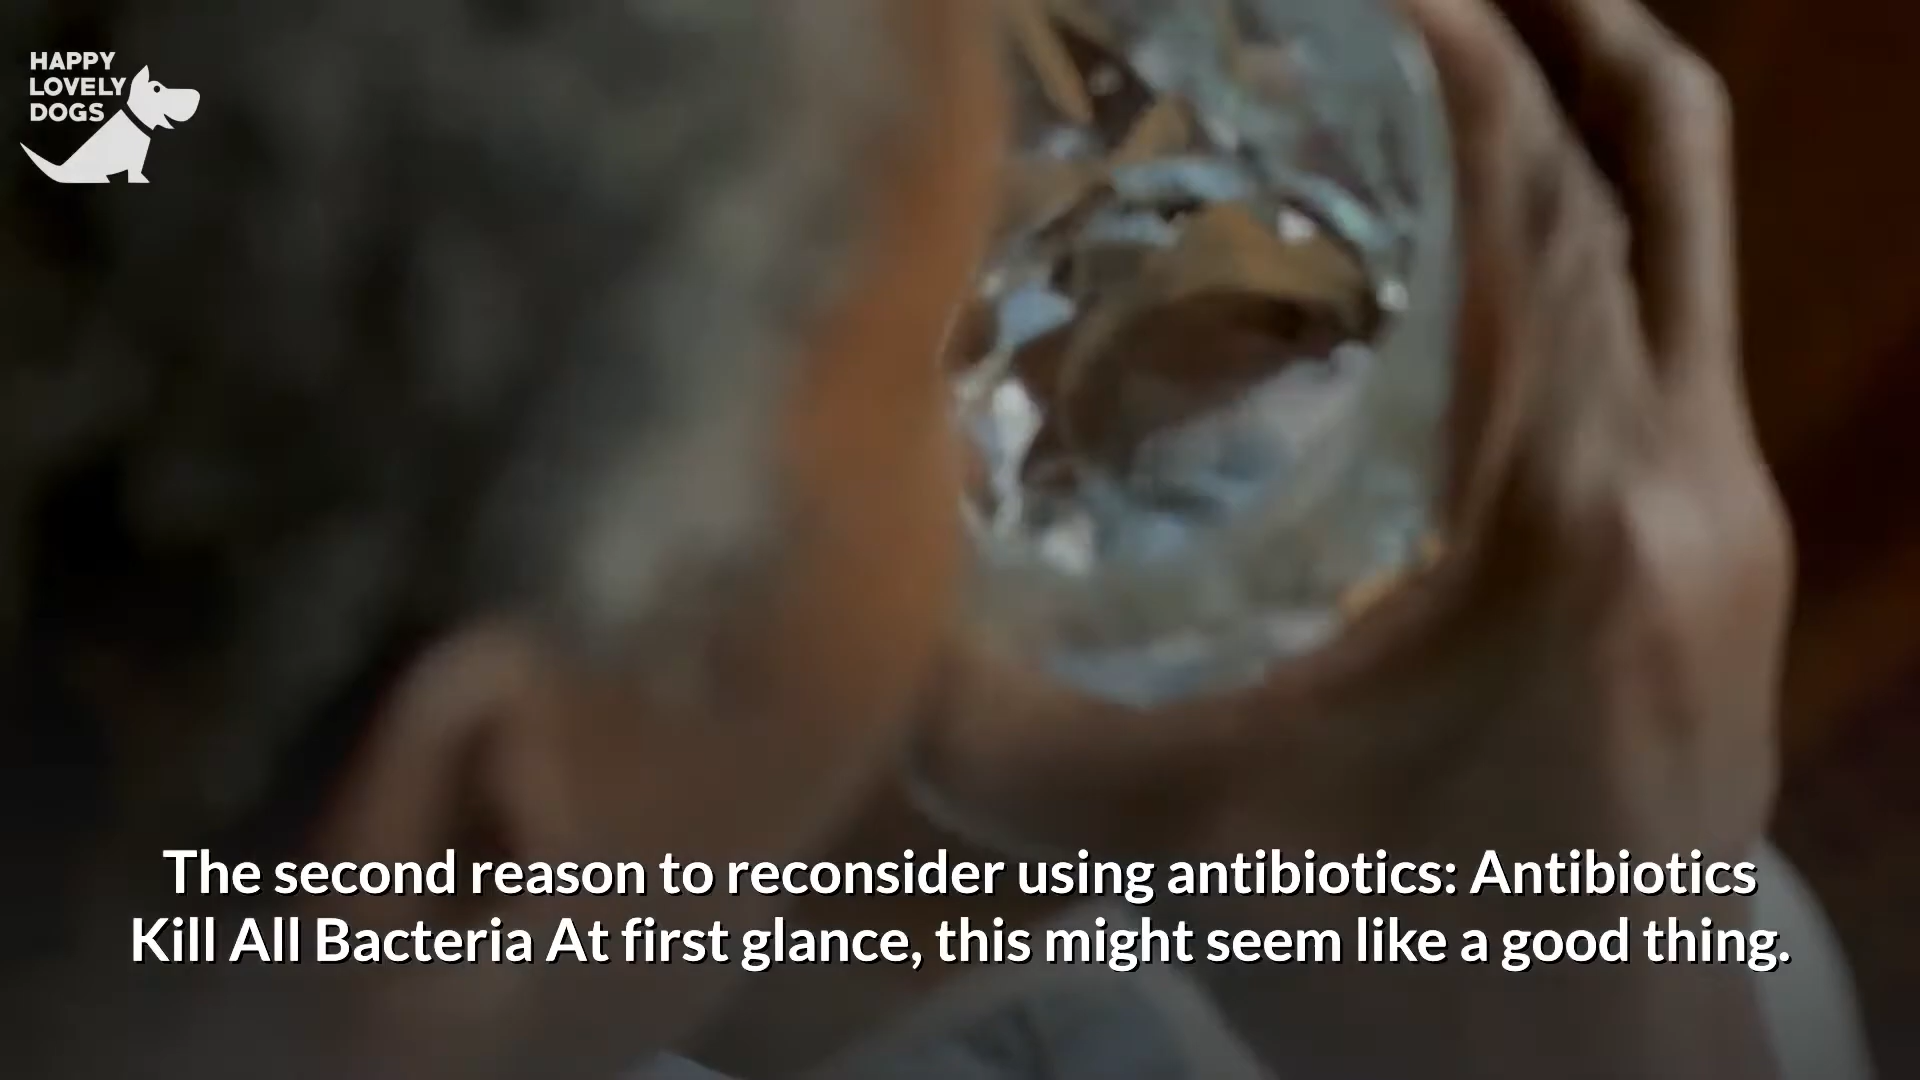 HAPPY
LOVELY
DOGS
The second reason to reconsider using antibiotics: Antibiotics
Kill All Bacteria At first glance, this might seem like a good thing.